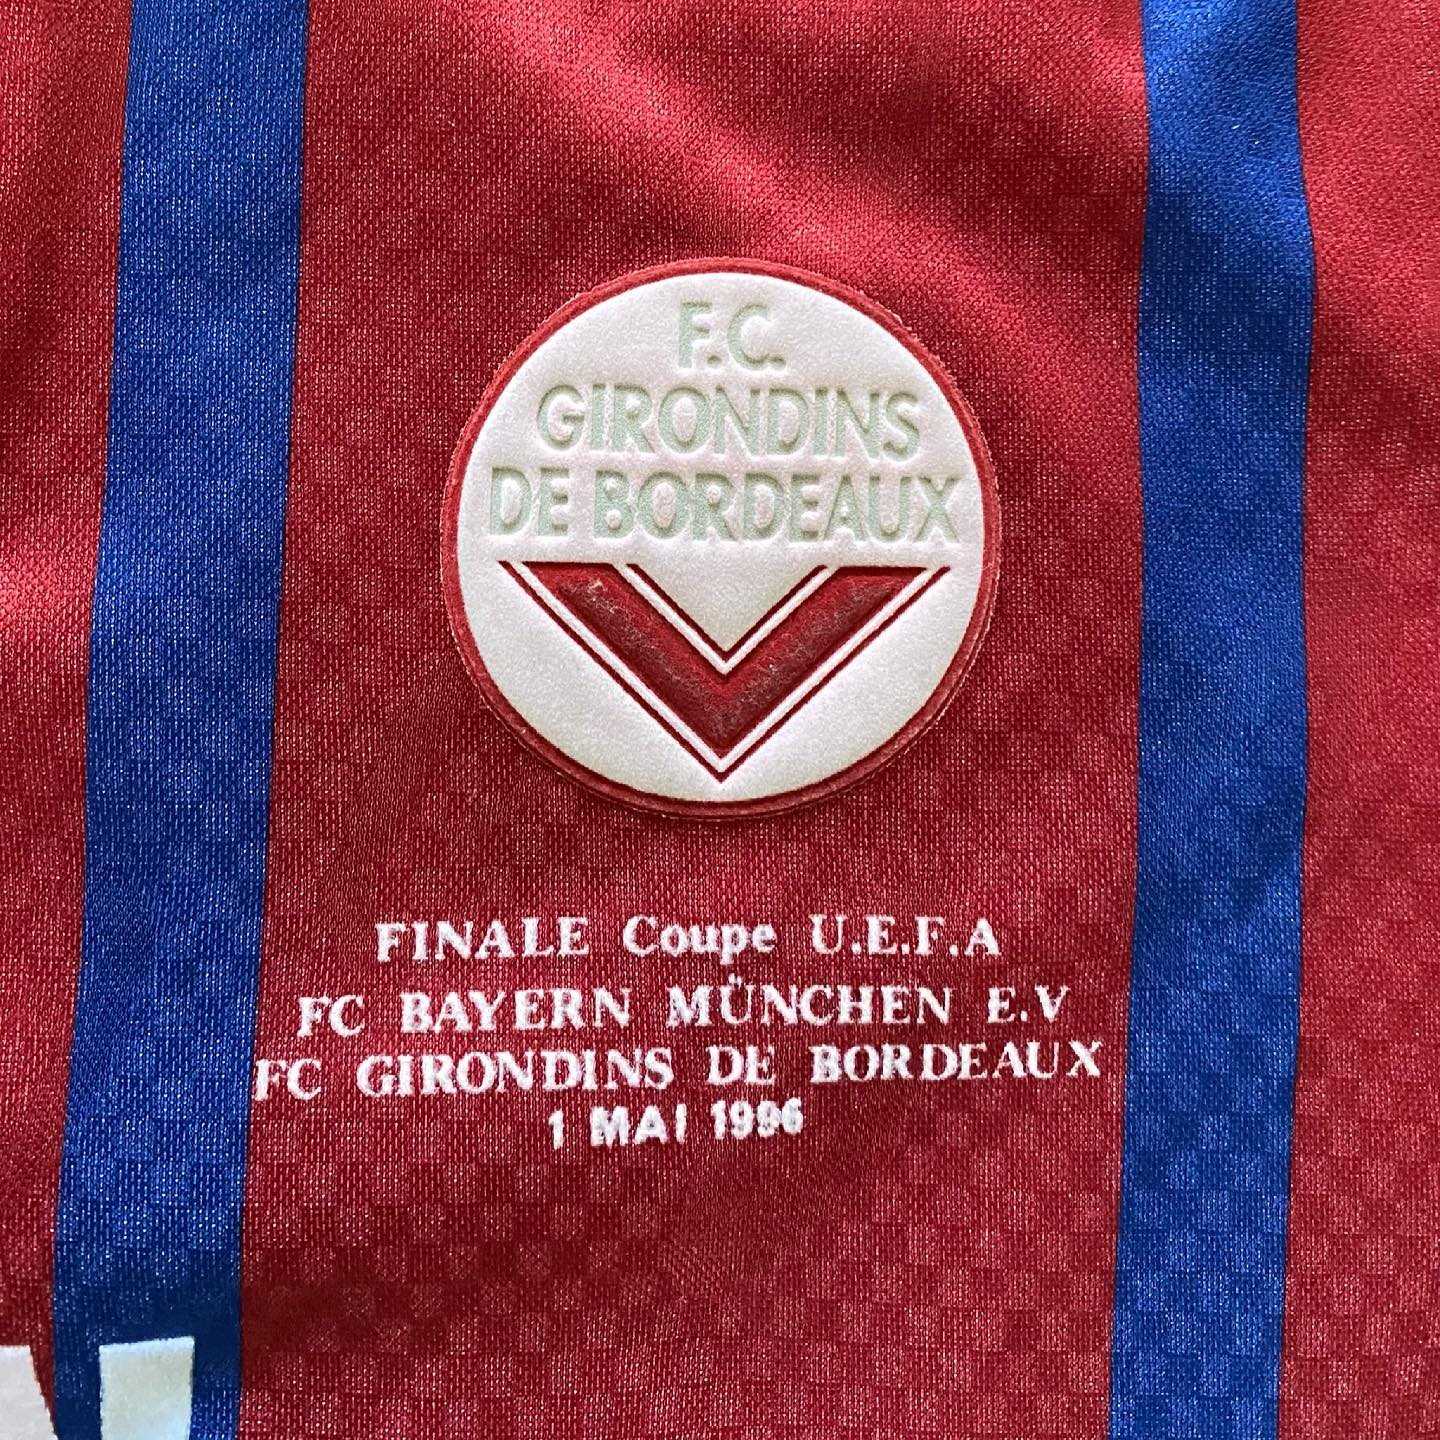 F.C.
GIRONDINS
DE BORDEAUX
FINALE Coupe U.E.F.A
FC BAYERN MÜNCHEN E.V
FC GIRONDINS DE BORDEAUX
1 MAI 1996